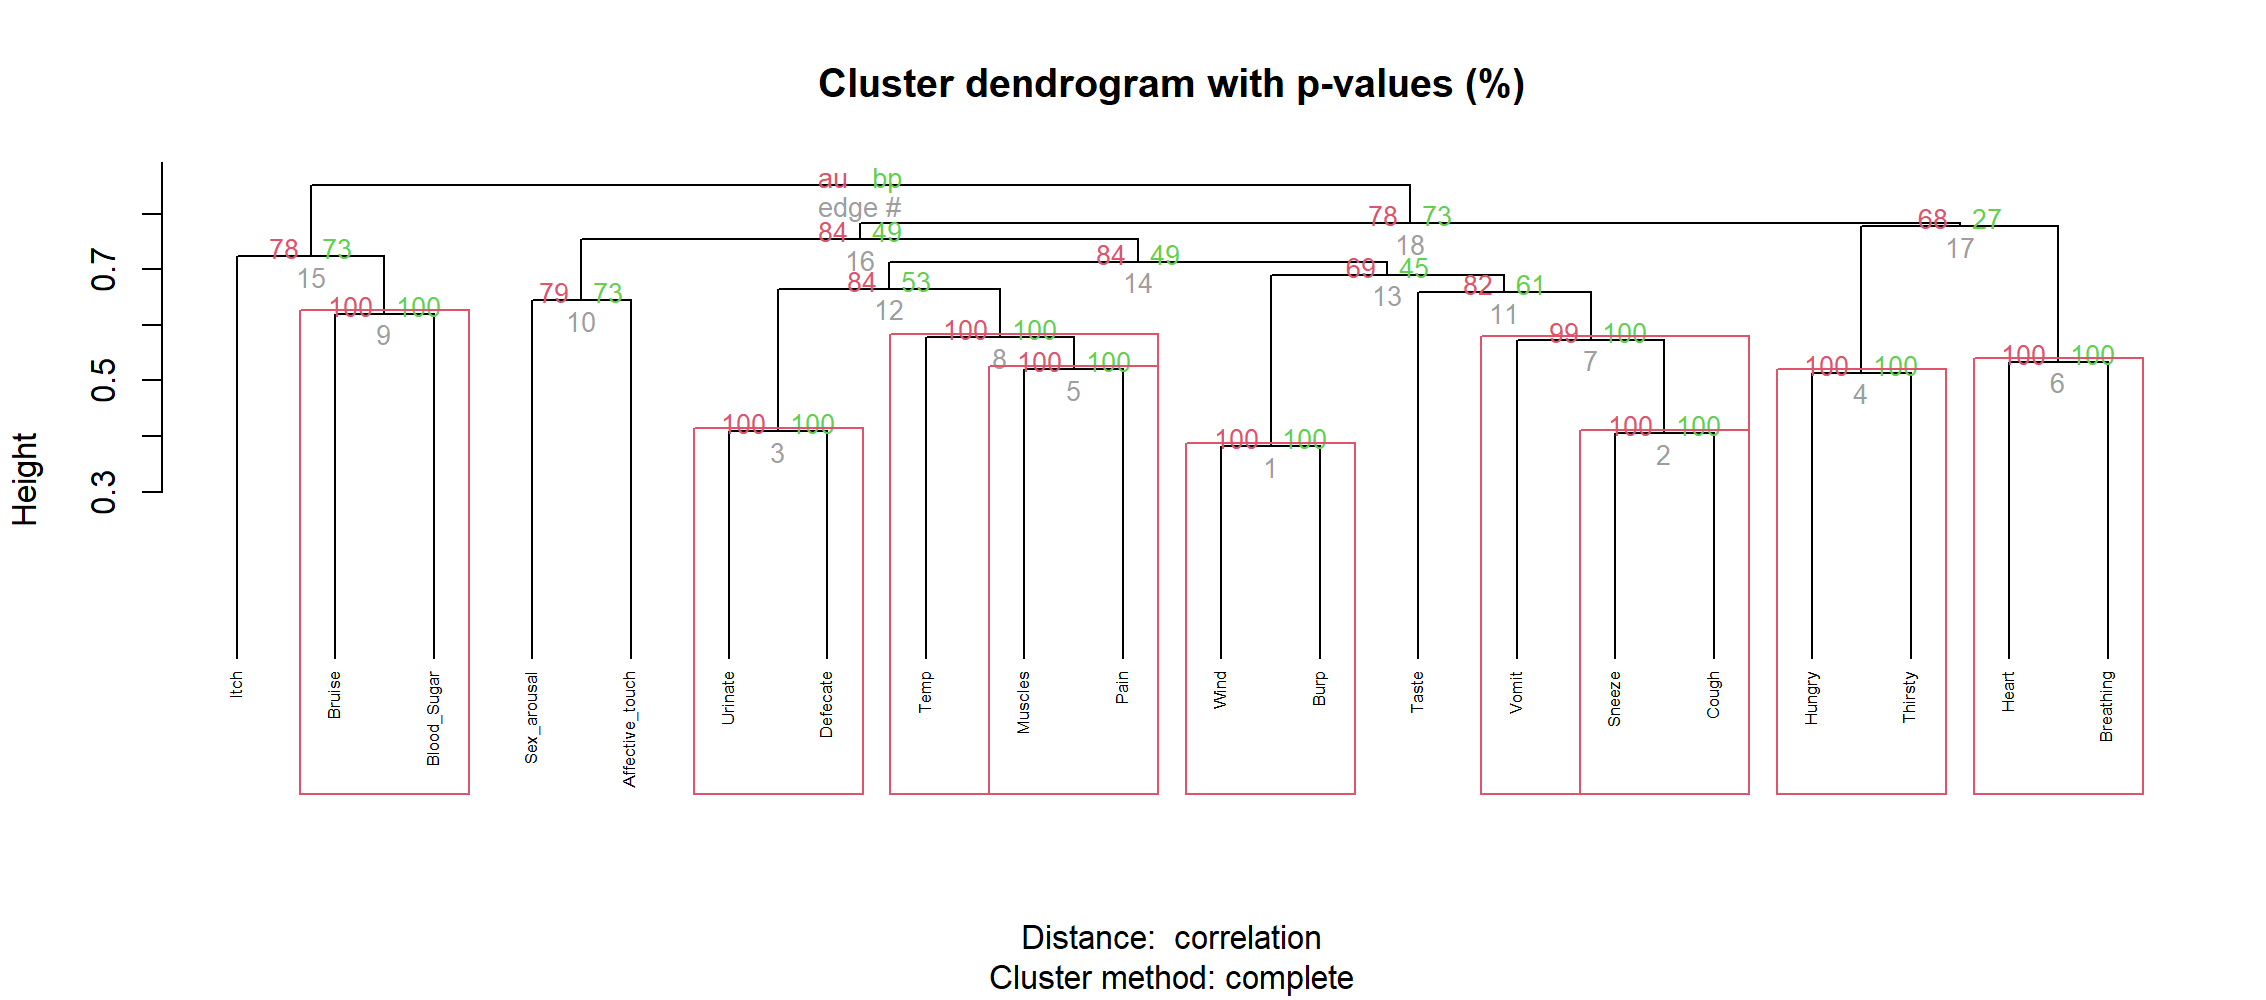 Cluster dendrogram with p-values (%)
au bp
edge #
78 73
18
68 27
17
84 49
16
78 73
15
84 49
14
69 45
13
84 53
12
82 61
11
79 73
10
100 100
9
100 100
8
99 100
7
100 100
6
100 100
5
100 100
4
100 100
3
100 100
2
100 100
1
Height
0.3
0.5
0.7
Itch
Bruise
Blood_Sugar
Sex_arousal
Affective_touch
Urinate
Defecate
Temp
Muscles
Pain
Wind
Burp
Taste
Vomit
Sneeze
Cough
Hungry
Thirsty
Heart
Breathing
Distance: correlation
Cluster method: complete